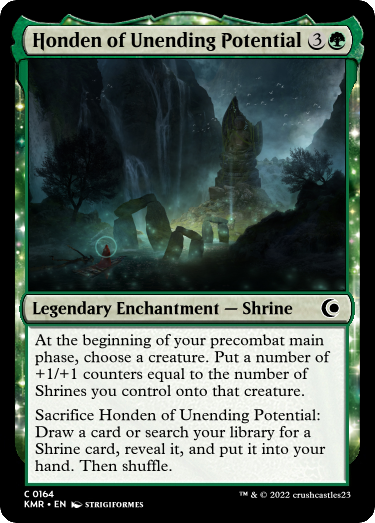 Honden of Unending Potential 3
Legendary Enchantment — Shrine
At the beginning of your precombat main
phase, choose a creature. Put a number of
+1/+1 counters equal to the number of
Shrines you control onto that creature.
Sacrifice Honden of Unending Potential:
Draw a card or search your library for a
Shrine card, reveal it, and put it into your
hand. Then shuffle.
C 0164
KMR • EN STRIGIFORMES
™ & © 2022 crushcastles23